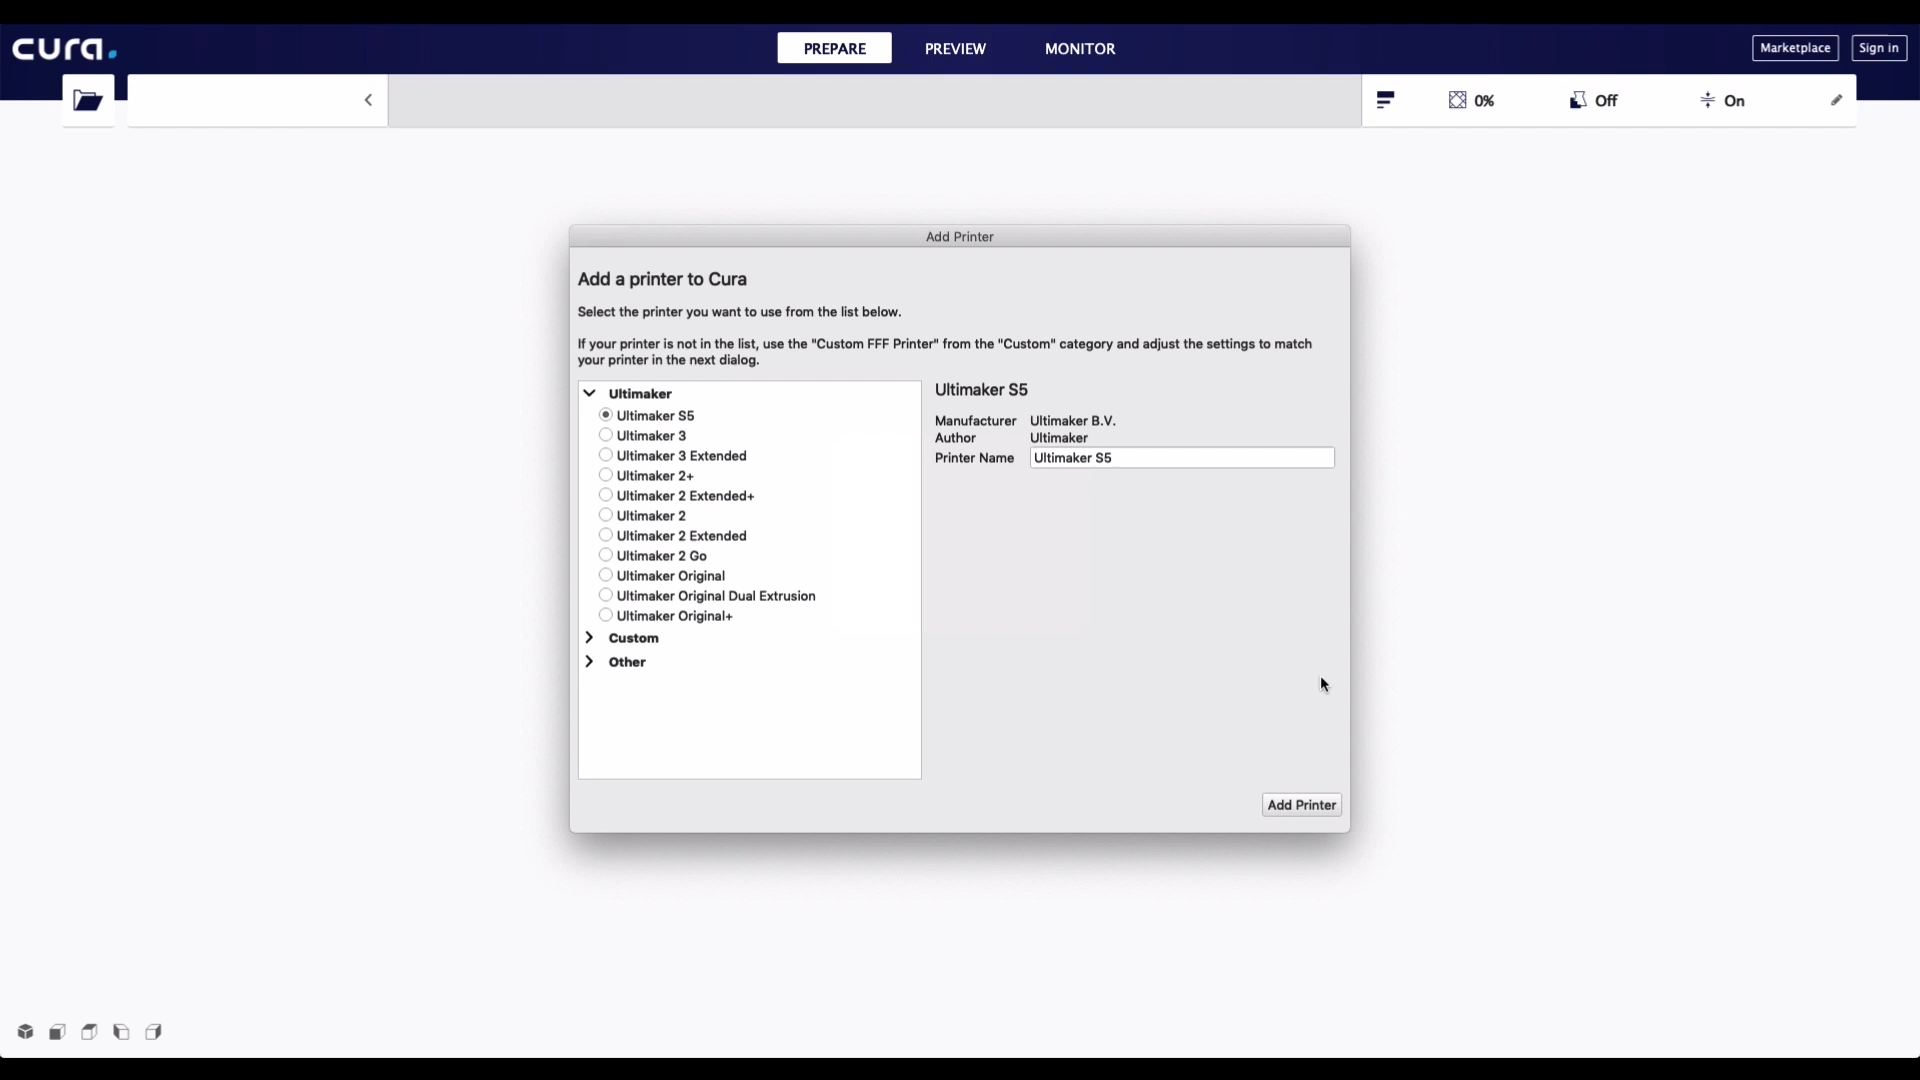 cura.
PREPARE
PREVIEW
MONITOR
Marketplace
Sign in
0%
Off
On
Add Printer
Add a printer to Cura
Select the printer you want to use from the list below.
If your printer is not in the list, use the "Custom FFF Printer" from the "Custom" category and adjust the settings to match
your printer in the next dialog.
Ultimaker
Ultimaker S5
Ultimaker 3
Ultimaker 3 Extended
Ultimaker 2+
Ultimaker 2 Extended+
Ultimaker 2
Ultimaker 2 Extended
Ultimaker 2 Go
Ultimaker Original
Ultimaker Original Dual Extrusion
Ultimaker Original+
Custom
Other
Ultimaker S5
Manufacturer Ultimaker B.V.
Author Ultimaker
Printer Name Ultimaker S5
Add Printer